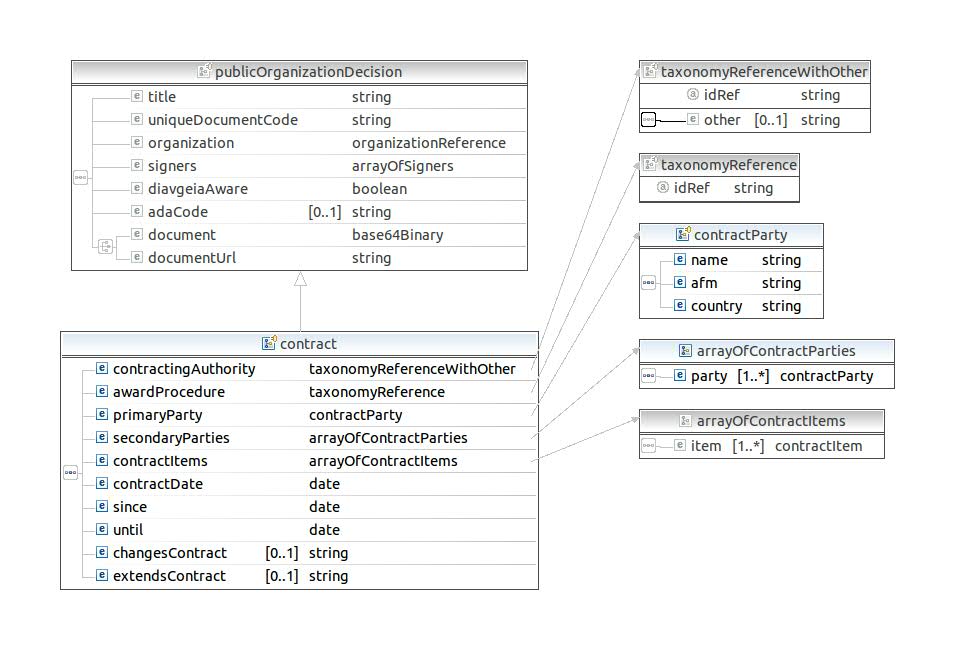 publicOrganizationDecision
title string
uniqueDocumentCode string
organization organizationReference
signers arrayOfSigners
diavgeiaAware boolean
adaCode [0..1] string
document base64Binary
documentUrl string
contract
contractingAuthority taxonomyReferenceWithOther
awardProcedure taxonomyReference
primaryParty contractParty
secondaryParties arrayOfContractParties
contractItems arrayOfContractItems
contractDate date
since date
until date
changesContract [0..1] string
extendsContract [0..1] string
taxonomyReferenceWithOther
idRef string
other [0..1] string
taxonomyReference
idRef string
contractParty
name string
afm string
country string
arrayOfContractParties
party [1..*] contractParty
arrayOfContractItems
item [1..*] contractItem